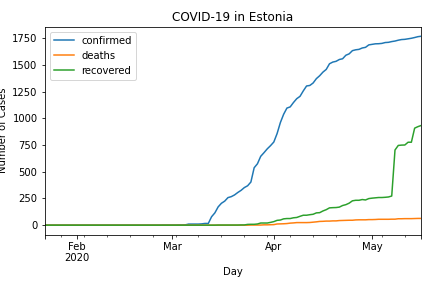 COVID-19 in Estonia
confirmed
deaths
recovered
Number of Cases
1750
1500
1250
1000
750
500
250
0
Feb
2020
Mar
Apr
May
Day